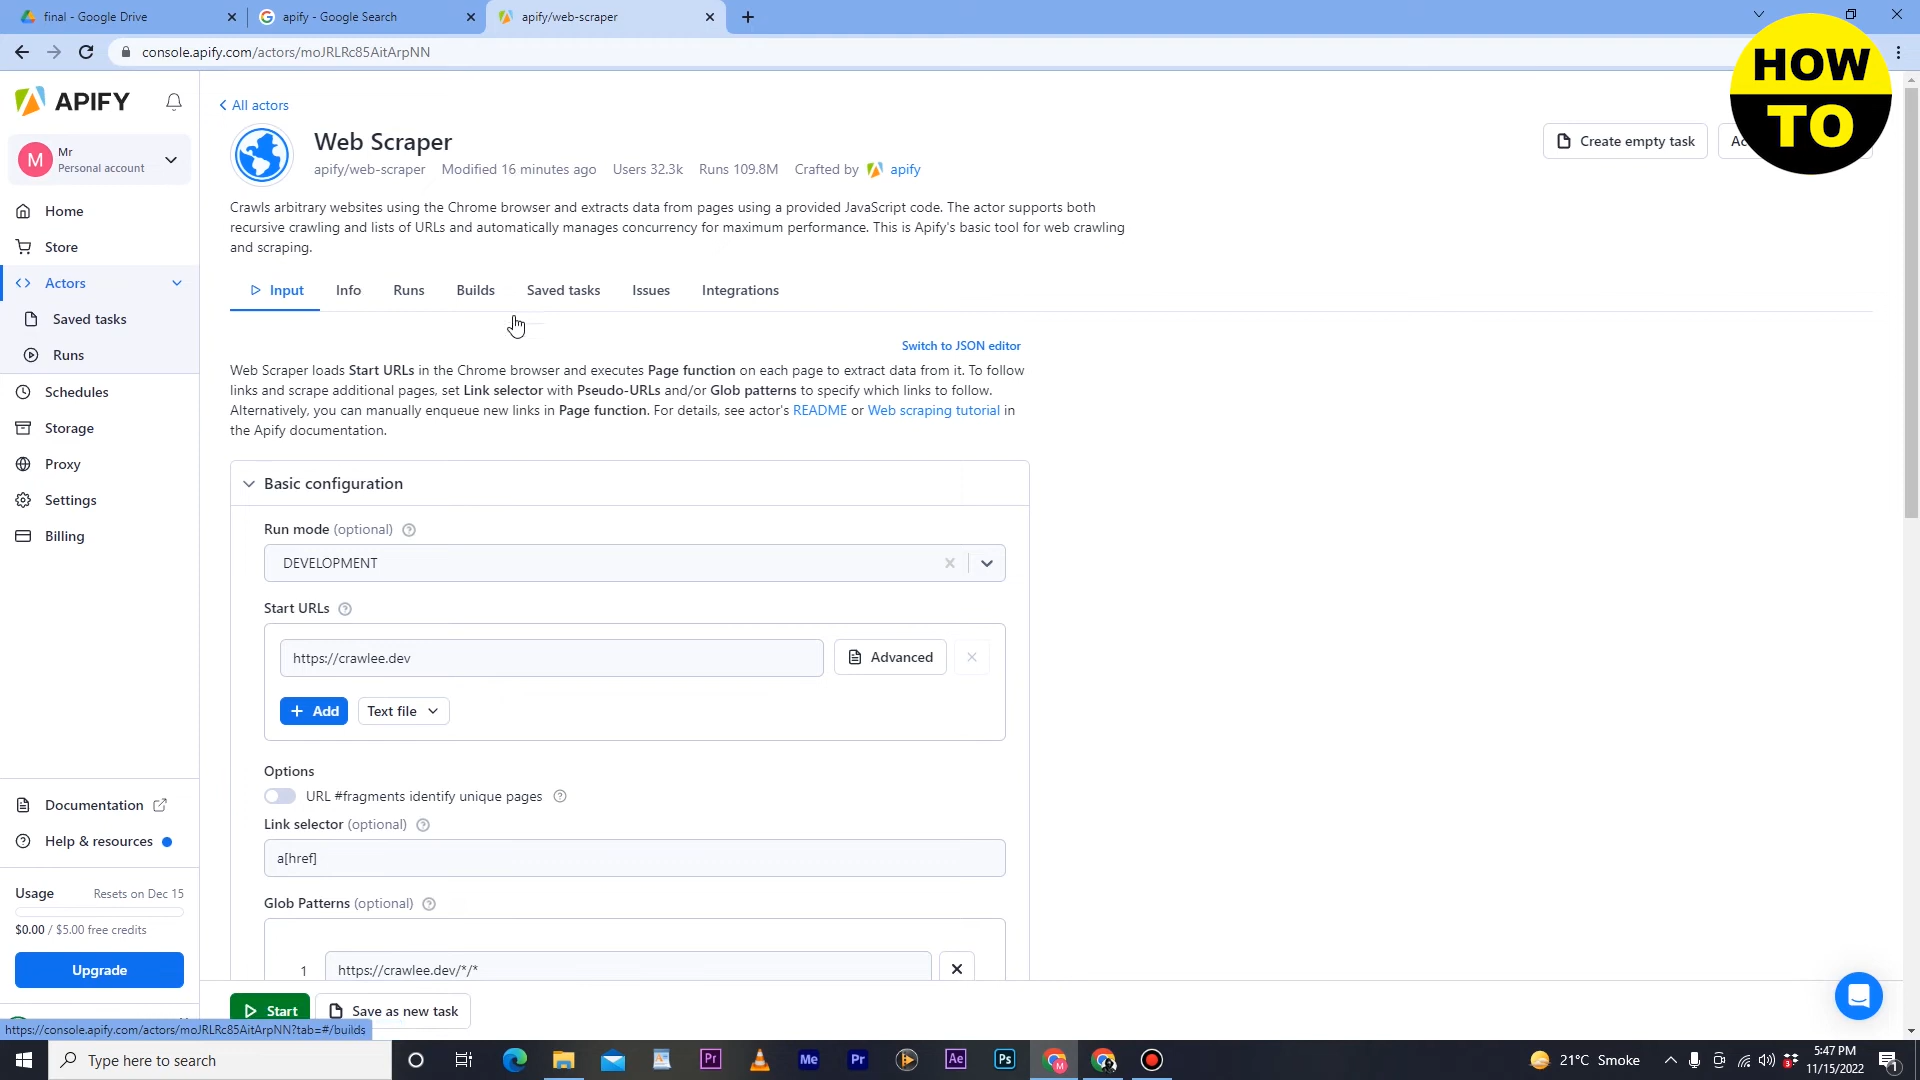 final - Google Drive
apify - Google Search
apify/web-scraper
console.apify.com/actors/moJRLRc85AitArpNN
HOW
TO
APIFY
M
Mr
Personal account
Home
Store
Actors
Saved tasks
Runs
Schedules
Storage
Proxy
Settings
Billing
Documentation
Help & resources
Usage
Resets on Dec 15
$0.00 / $5.00 free credits
Upgrade
All actors
Web Scraper
apify/web-scraper Modified 16 minutes ago Users 32.3k Runs 109.8M Crafted by apify
Create empty task
Crawls arbitrary websites using the Chrome browser and extracts data from pages using a provided JavaScript code. The actor supports both
recursive crawling and lists of URLs and automatically manages concurrency for maximum performance. This is Apify's basic tool for web crawling
and scraping.
Input Info Runs Builds Saved tasks Issues Integrations
Switch to JSON editor
Web Scraper loads Start URLs in the Chrome browser and executes Page function on each page to extract data from it. To follow
links and scrape additional pages, set Link selector with Pseudo-URLs and/or Glob patterns to specify which links to follow.
Alternatively, you can manually enqueue new links in Page function. For details, see actor's README or Web scraping tutorial in
the Apify documentation.
Basic configuration
Run mode (optional)
DEVELOPMENT
Start URLs
https://crawlee.dev
Advanced
Add
Text file
Options
URL #fragments identify unique pages
Link selector (optional)
a[href]
Glob Patterns (optional)
1 https://crawlee.dev/*/*
Start
Save as new task
https://console.apify.com/actors/moJRLRc85AitArpNN?tab=#/builds
Type here to search
Pr
Me
Pr
Ae
Ps
M
21°C Smoke
3
5:47 PM
11/15/2022
1